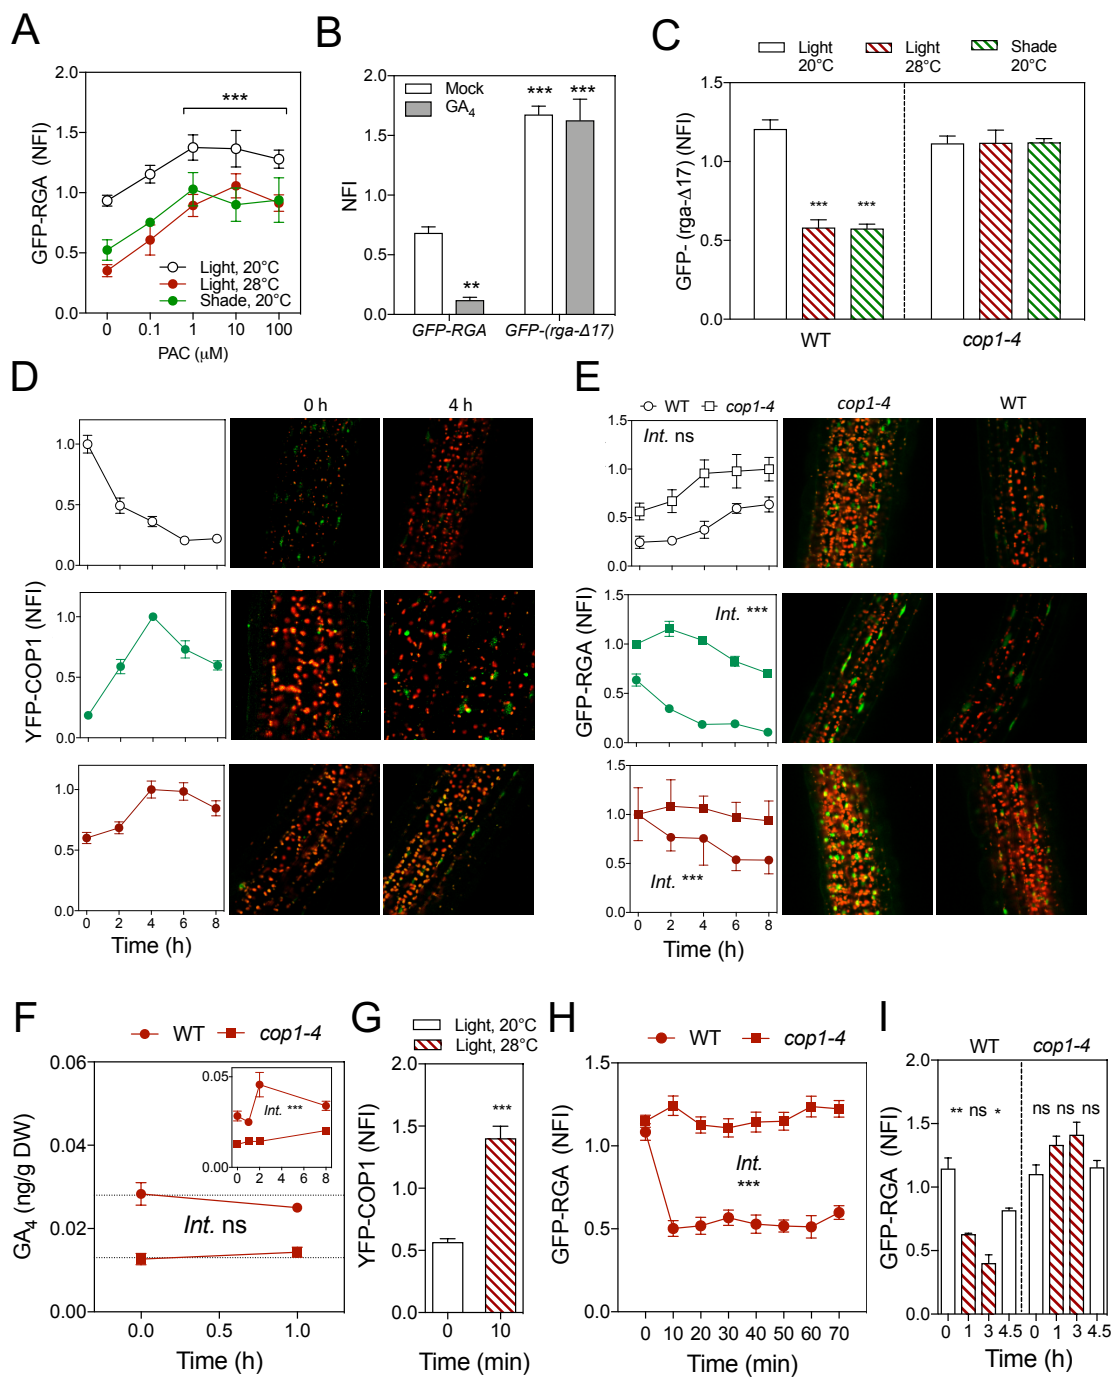 A
GFP-RGA (NFI)
2.0
1.5
1.0
0.5
0.0
***
Light, 20°C
Light, 28°C
Shade, 20°C
0 0.1 1 10 100
PAC (μM)
B
NFI
2.0
1.5
1.0
0.5
0.0
Mock
GA4
*** ***
**
GFP-RGA GFP-(rga-Δ17)
C
Light 20°C
Light 28°C
Shade 20°C
GFP- (rga-Δ17) (NFI)
1.5
1.0
0.5
0.0
*** ***
WT cop1-4
D
0 h 4 h
YFP-COP1 (NFI)
1.0
0.5
0.0
1.0
0.5
0.0
1.0
0.5
0.0
0 2 4 6 8
Time (h)
E
WT cop1-4
cop1-4 WT
GFP-RGA (NFI)
1.5
1.0
0.5
0.0
Int. ns
1.5
1.0
0.5
0.0
Int. ***
1.5
1.0
0.5
0.0
Int. ***
0 2 4 6 8
Time (h)
F
WT cop1-4
GA4 (ng/g DW)
0.06
0.04
0.02
0.00
0.05
0.00
Int. ***
0 2 4 6 8
Int. ns
0.0 1.0
Time (h)
G
Light, 20°C
Light, 28°C
YFP-COP1 (NFI)
2.0
1.5
1.0
0.5
0.0
***
0 10
Time (min)
H
WT cop1-4
GFP-RGA (NFI)
1.5
1.0
0.5
0.0
Int.
***
0 10 20 30 40 50 60 70
Time (min)
I
WT cop1-4
GFP-RGA (NFI)
2.0
1.5
1.0
0.5
0.0
** ns * ns ns ns
0 1 3 4.5 0 1 3 4.5
Time (h)